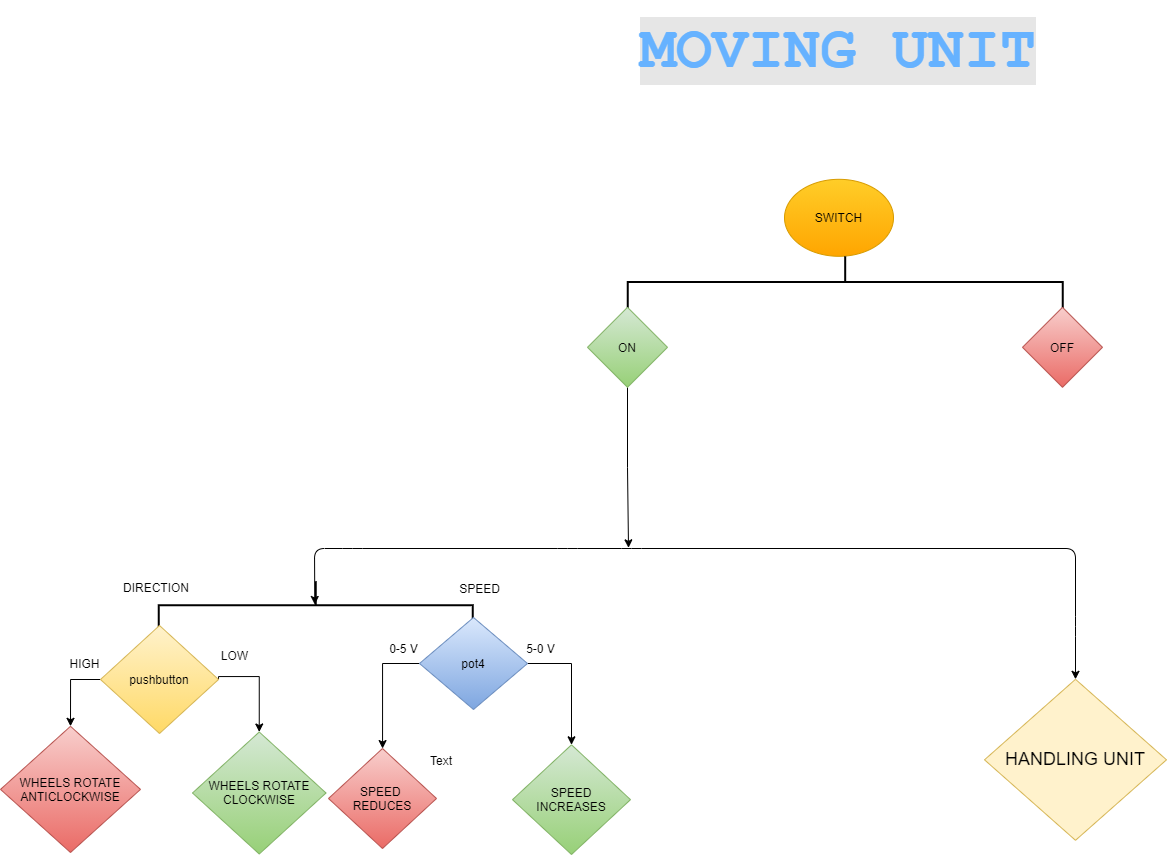 MOVING UNIT
SWITCH
ON
OFF
DIRECTION
SPEED
HIGH
LOW
pushbutton
0-5 V
5-0 V
pot4
WHEELS ROTATE
ANTICLOCKWISE
WHEELS ROTATE
CLOCKWISE
SPEED
REDUCES
Text
SPEED
INCREASES
HANDLING UNIT